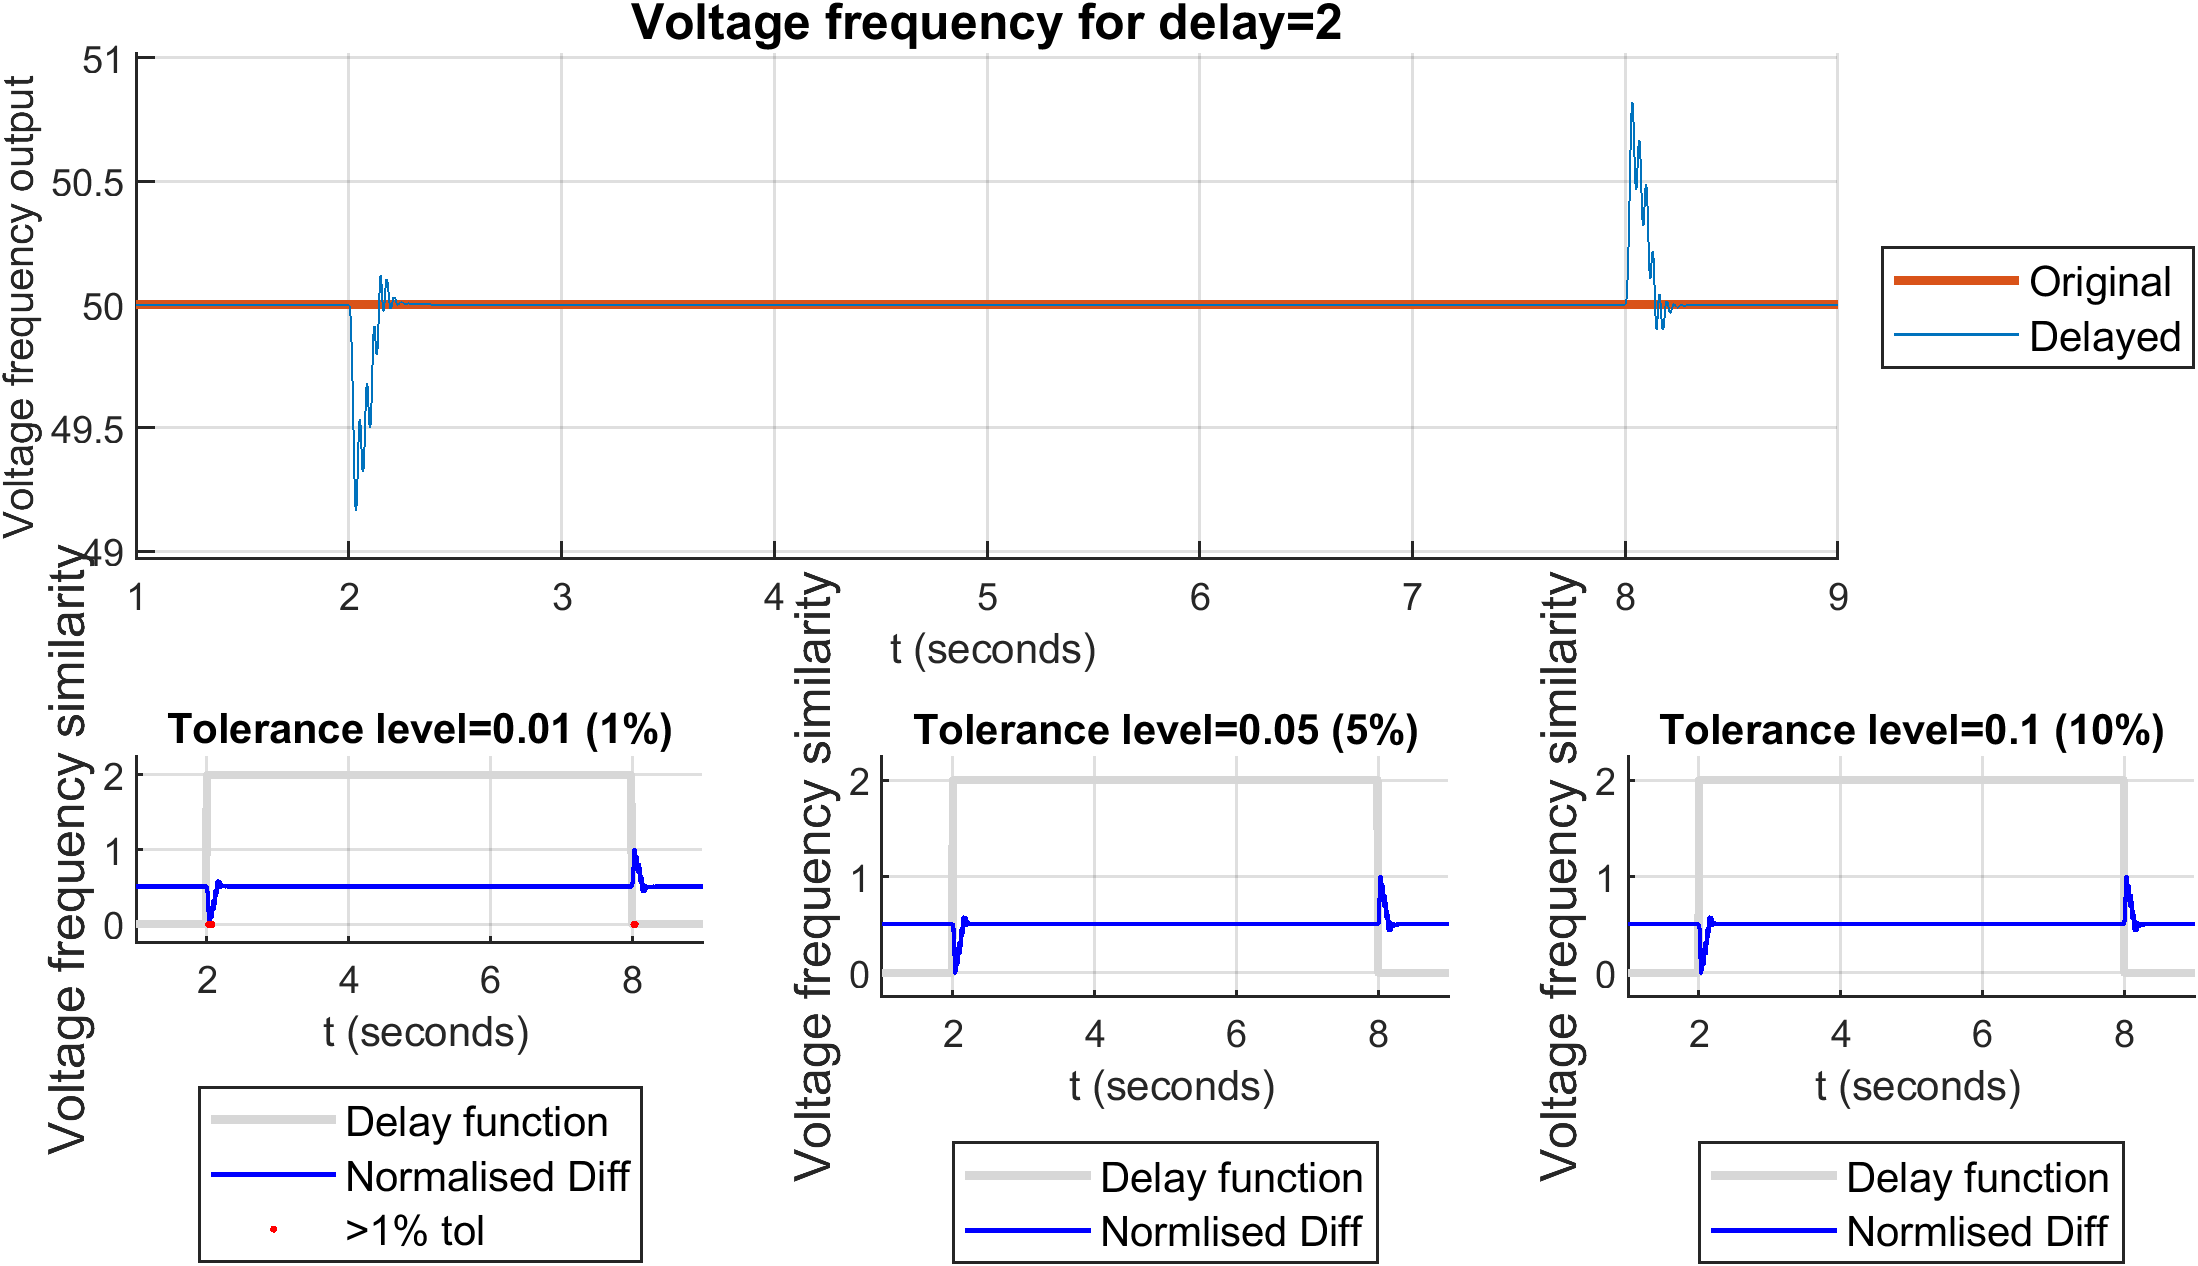 Voltage frequency for delay=2
Voltage frequency output
51
50.5
50
49.5
49
1 2 3 4 5 6 7 8 9
t (seconds)
Original
Delayed
Tolerance level=0.01 (1%)
Voltage frequency similarity
2
1
0
2 4 6 8
t (seconds)
Delay function
Normalised Diff
>1% tol
Tolerance level=0.05 (5%)
Voltage frequency similarity
2
1
0
2 4 6 8
t (seconds)
Delay function
Normlised Diff
Tolerance level=0.1 (10%)
Voltage frequency similarity
2
1
0
2 4 6 8
t (seconds)
Delay function
Normlised Diff